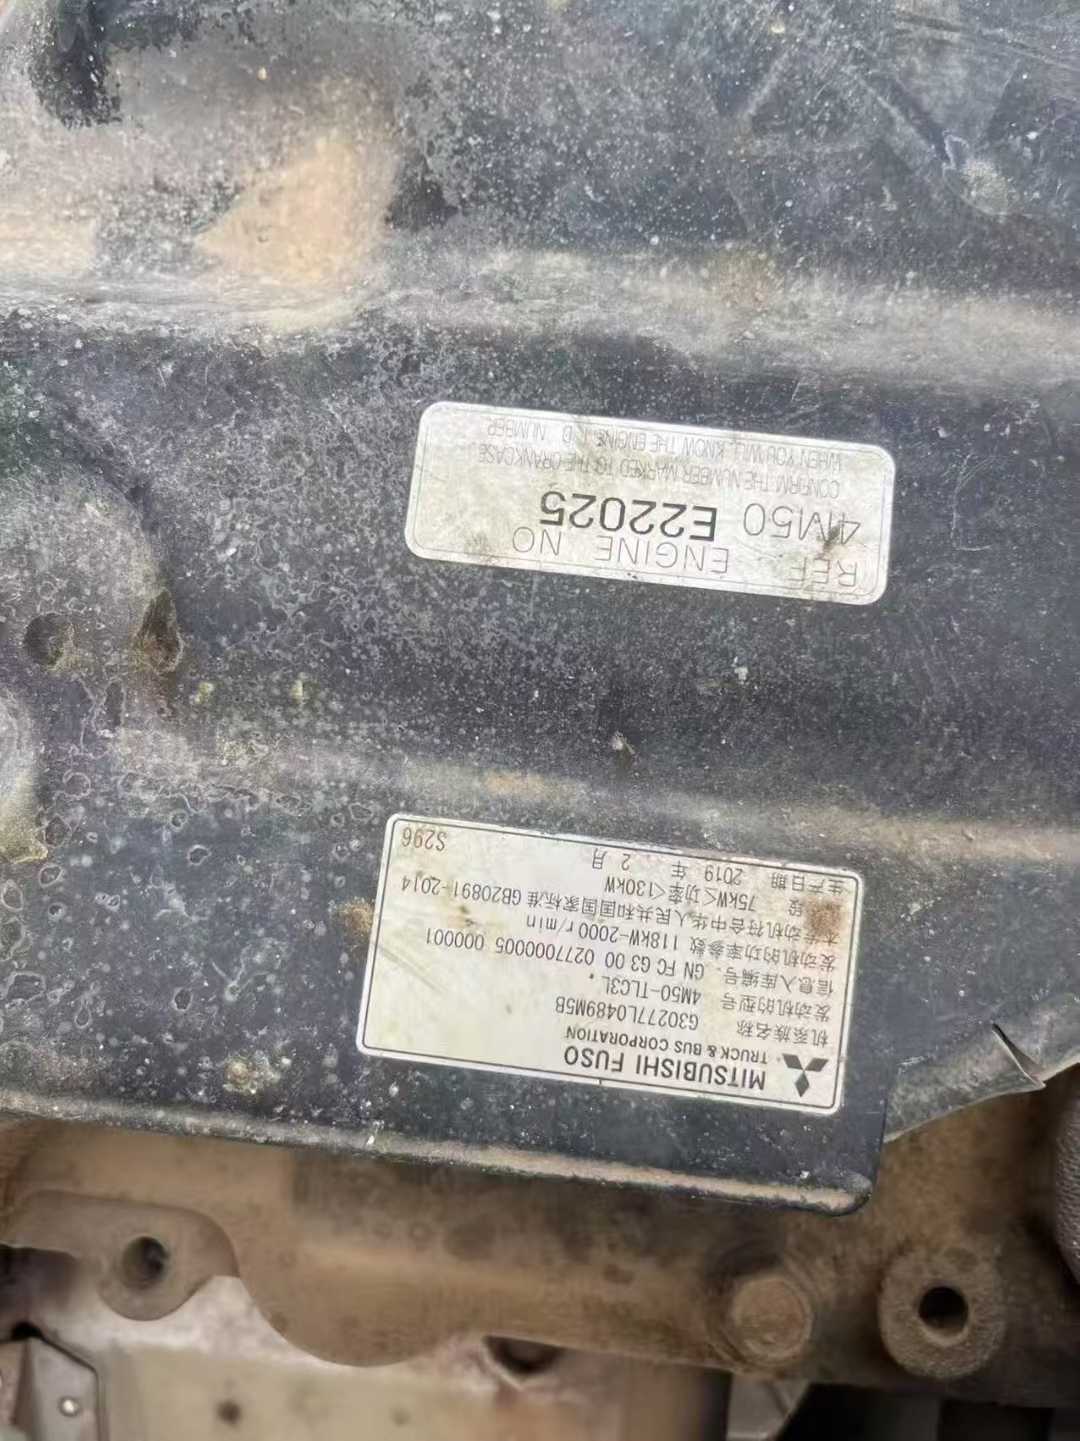 REF ENGINE NO
4M50 E22025
CONFIRM THE NUMBER MARKED TO THE CRANKCASE
WHEN YOU WILL KNOW THE ENGINE I.D NUMBER
MITSUBISHI FUSO
TRUCK & BUS CORPORATION
机系族名称 G30277L0489M5B
发动机的型号 4M50-TLC3L
信息入库编号. GN FC G3 00 0277000005 000001
发动机的功率参数 118kW-2000r/min
本发动机符合中华人民共和国国家标准 GB20891-2014
段 75kW≤功率<130kW
生产日期 2019 年 2 月
S296